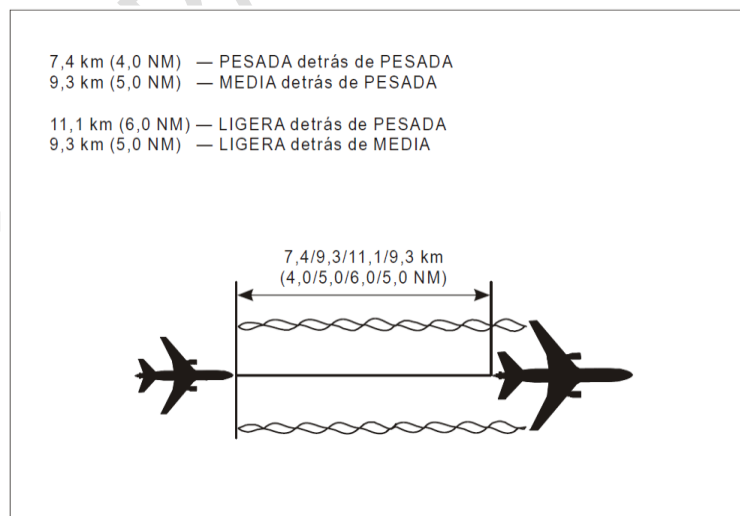 7,4 km (4,0 NM) — PESADA detrás de PESADA
9,3 km (5,0 NM) — MEDIA detrás de PESADA
11,1 km (6,0 NM) — LIGERA detrás de PESADA
9,3 km (5,0 NM) — LIGERA detrás de MEDIA
7,4/9,3/11,1/9,3 km
(4,0/5,0/6,0/5,0 NM)